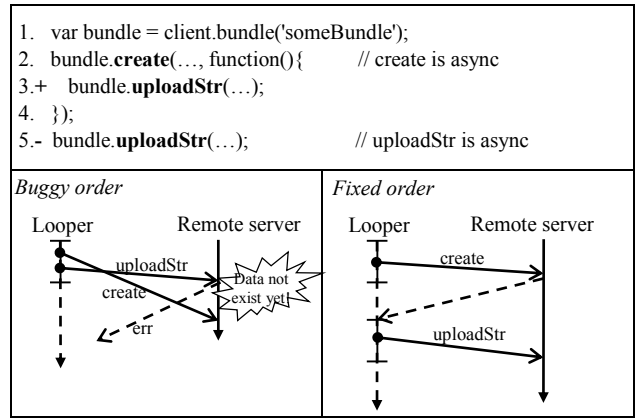 1. var bundle = client.bundle('someBundle');
2. bundle.create(…, function(){ // create is async
3.+ bundle.uploadStr(…);
4. });
5.- bundle.uploadStr(…); // uploadStr is async
Buggy order
Looper Remote server
uploadStr
create
Data not
exist yet!
err
Fixed order
Looper Remote server
create
uploadStr